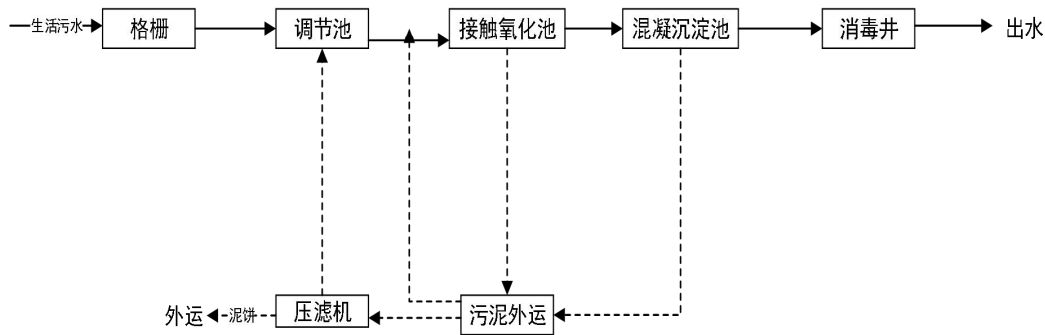 生活污水
格栅
调节池
接触氧化池
混凝沉淀池
消毒井
出水
外运
泥饼
压滤机
污泥外运